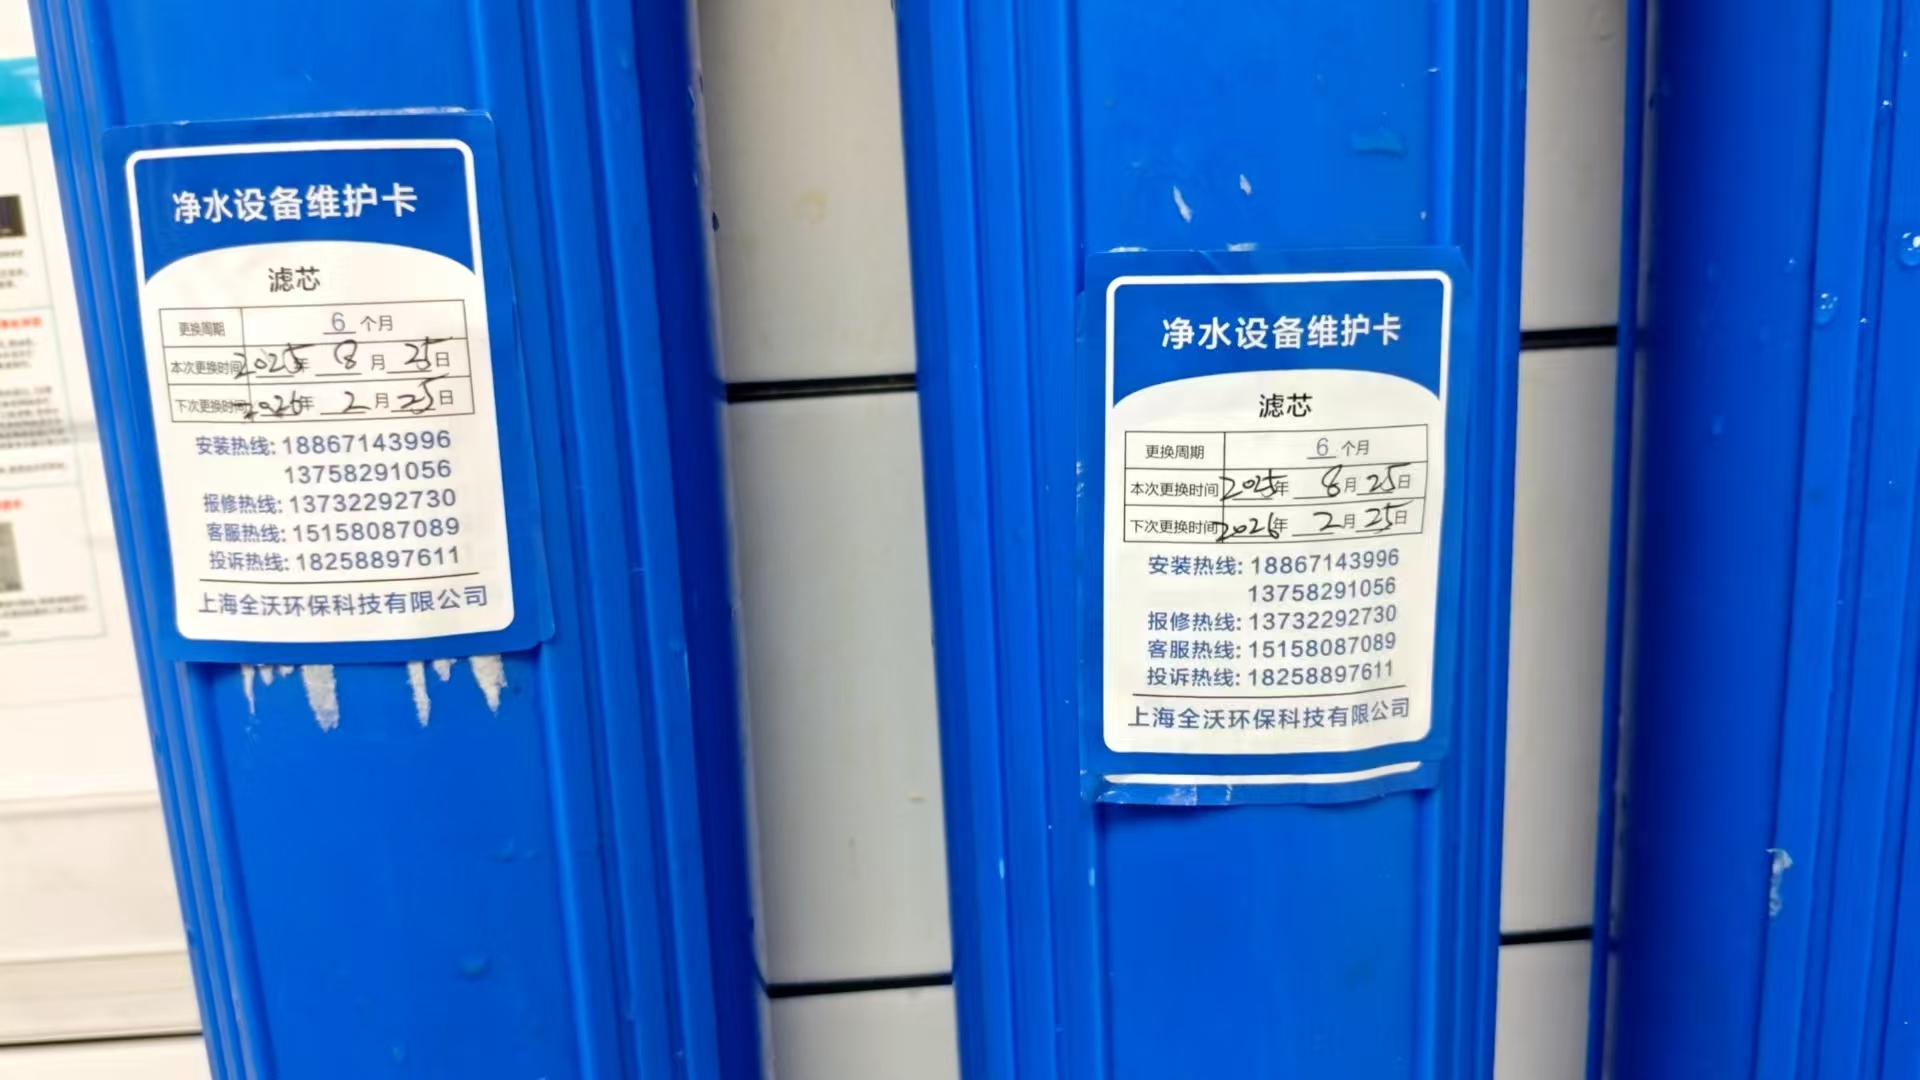 净水设备维护卡
滤芯
更换周期 6 个月
本次更换时间 2025年 8月 25日
下次更换时间 2026年 2月 25日
安装热线: 18867143996
13758291056
报修热线: 13732292730
客服热线: 15158087089
投诉热线: 18258897611
上海全沃环保科技有限公司
净水设备维护卡
滤芯
更换周期 6 个月
本次更换时间 2025年 8月 25日
下次更换时间 2026年 2月 25日
安装热线: 18867143996
13758291056
报修热线: 13732292730
客服热线: 15158087089
投诉热线: 18258897611
上海全沃环保科技有限公司